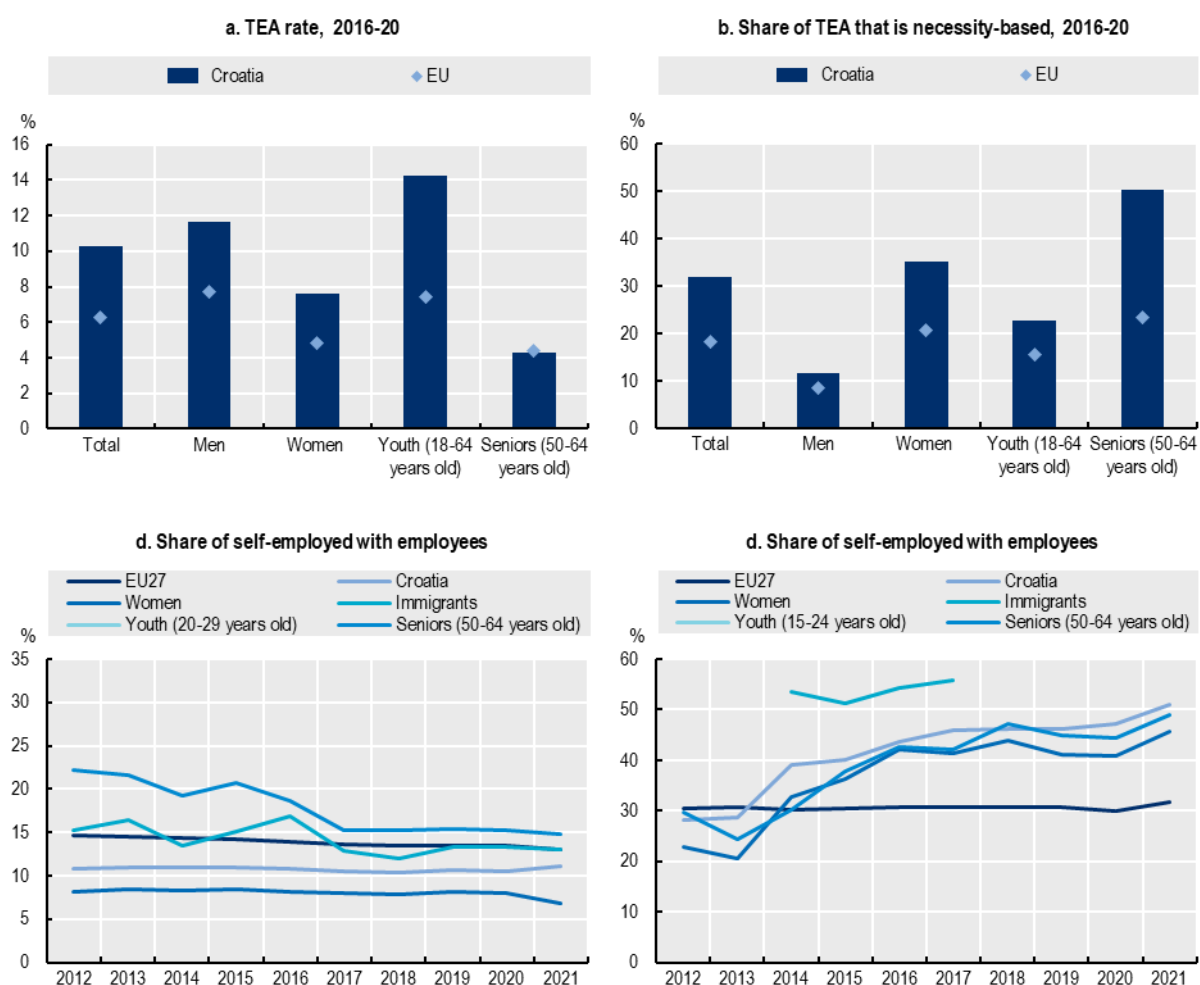 a. TEA rate, 2016-20
Croatia
EU
%
16
14
12
10
8
6
4
2
0
Total
Men
Women
Youth (18-64
years old)
Seniors (50-64
years old)
b. Share of TEA that is necessity-based, 2016-20
Croatia
EU
%
60
50
40
30
20
10
0
Total
Men
Women
Youth (18-64
years old)
Seniors (50-64
years old)
d. Share of self-employed with employees
EU27
Croatia
Women
Immigrants
Youth (20-29 years old)
Seniors (50-64 years old)
%
35
30
25
20
15
10
5
0
2012 2013 2014 2015 2016 2017 2018 2019 2020 2021
d. Share of self-employed with employees
EU27
Croatia
Women
Immigrants
Youth (15-24 years old)
Seniors (50-64 years old)
%
60
50
40
30
20
10
0
2012 2013 2014 2015 2016 2017 2018 2019 2020 2021